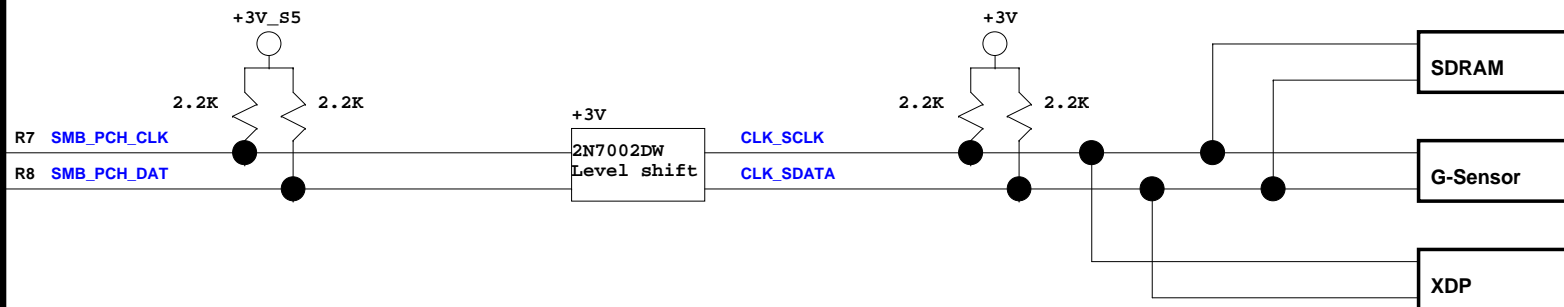 +3V_S5
+3V
SDRAM
2.2K
2.2K
2.2K
2.2K
+3V
R7 SMB_PCH_CLK
2N7002DW
Level shift
CLK_SCLK
R8 SMB_PCH_DAT
CLK_SDATA
G-Sensor
XDP